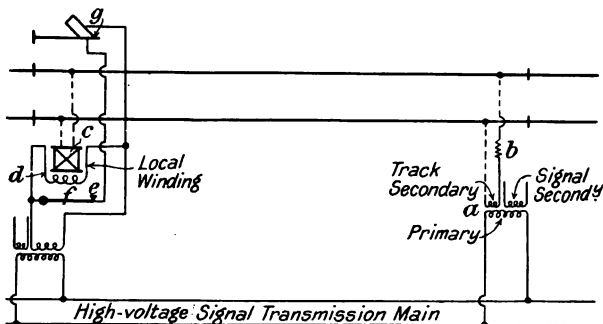 g
c
d
Local
Winding
f
e
b
Track
Secondary
Signal
Second.y
a
Primary
High-voltage Signal Transmission Main